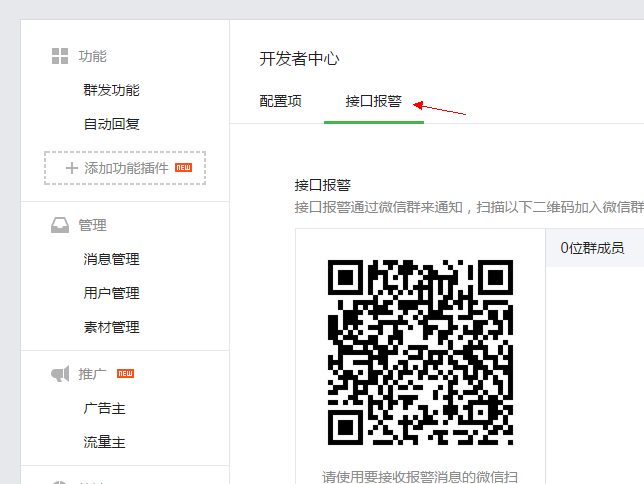 功能
群发功能
自动回复
添加功能插件 NEW
管理
消息管理
用户管理
素材管理
推广 NEW
广告主
流量主
开发者中心
配置项 接口报警
接口报警
接口报警通过微信群来通知，扫描以下二维码加入微信群
0位群成员
请使用要接收报警消息的微信扫